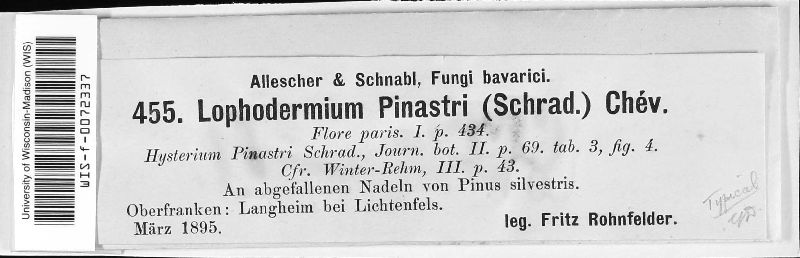 University of Wisconsin-Madison (WIS)
WIS-f-0072337
Allescher & Schnabl, Fungi bavarici.
455. Lophodermium Pinastri (Schrad.) Chév.
Flore paris. I. p. 434.
Hysterium Pinastri Schrad., Journ. bot. II. p. 69. tab. 3, fig. 4.
Cfr. Winter-Rehm, III. p. 43.
An abgefallenen Nadeln von Pinus silvestris.
Oberfranken: Langheim bei Lichtenfels.
März 1895.
leg. Fritz Rohnfelder.
Typical